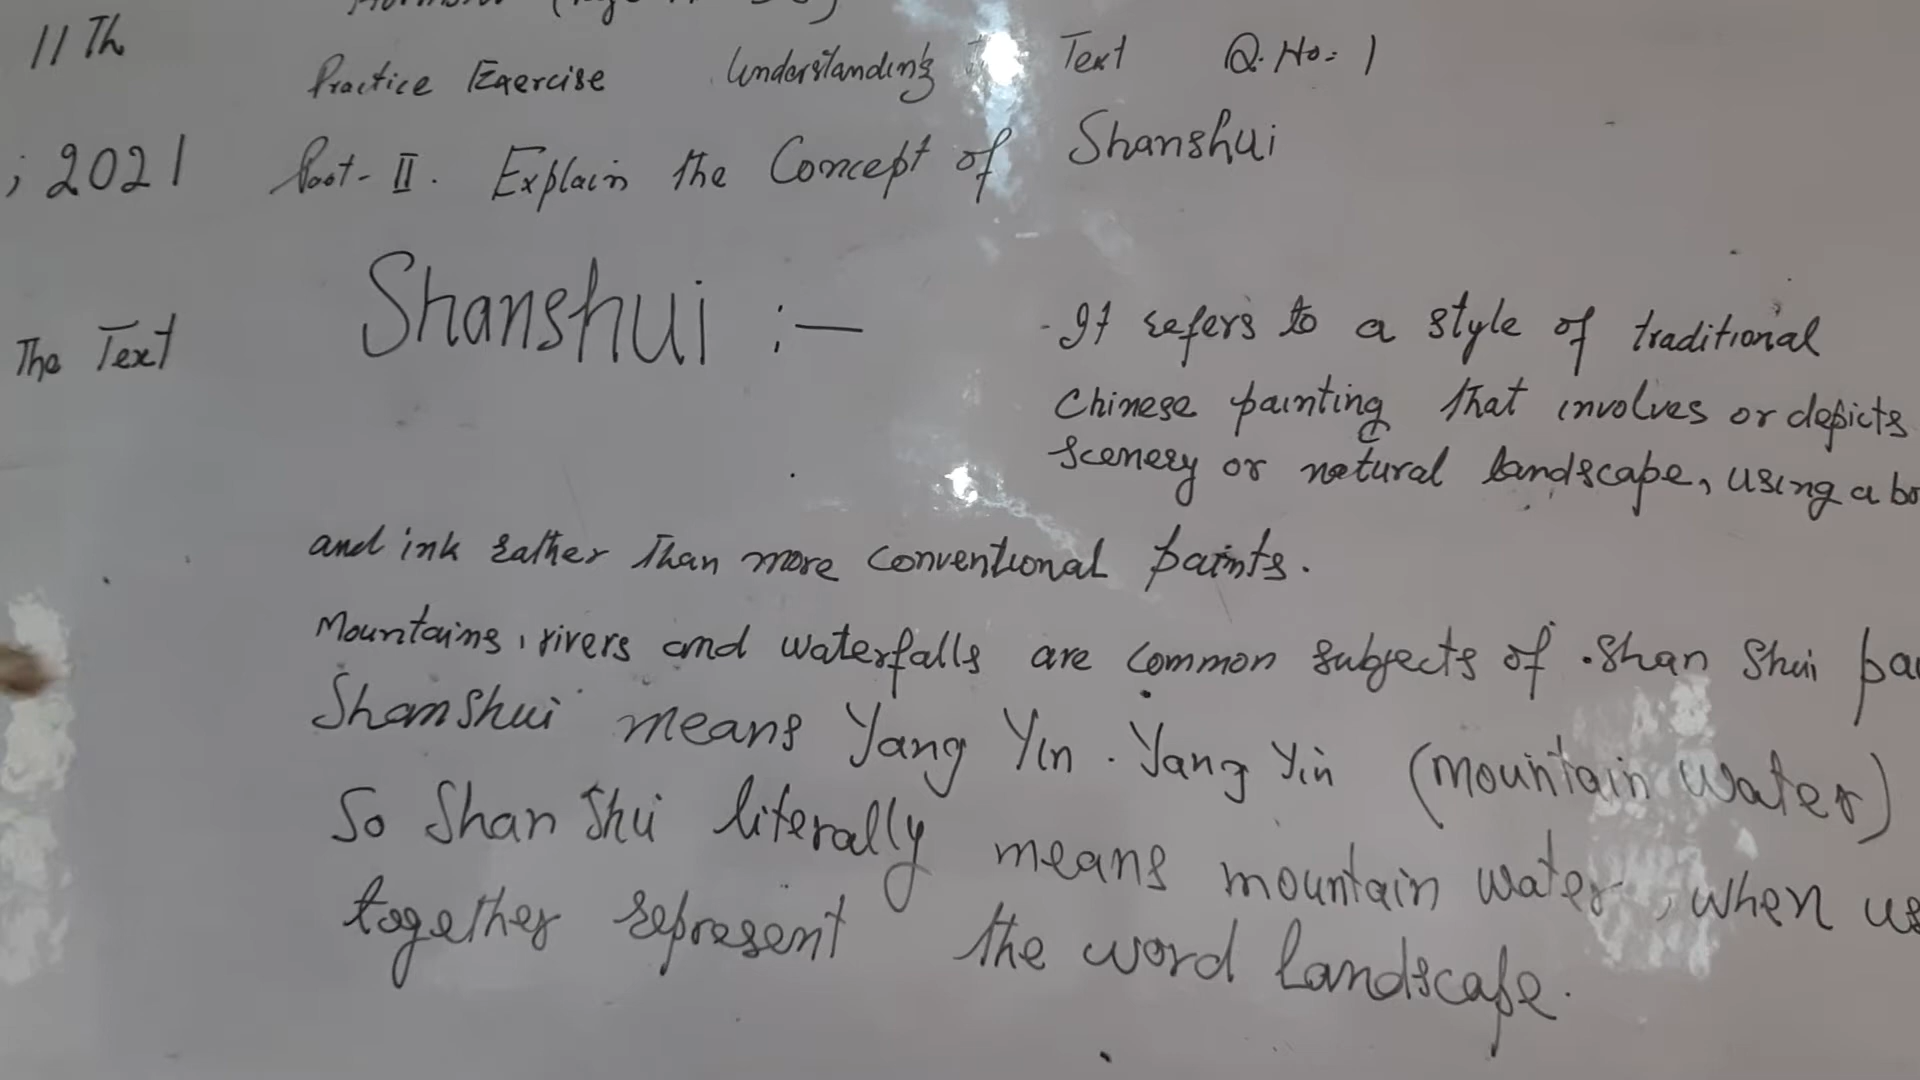 11 Th
Practice Exercise Understanding Text Q. No: 1
; 2021 Part - II. Explain the Concept of Shanshui
The Text Shanshui :— - It refers to a style of traditional
Chinese painting that involves or depicts
scenery or natural landscape, using a
and ink rather than more conventional paints.
Mountains, rivers and waterfalls are common subjects of . Shan Shui
Shanshui means Yang Yin . Yang Yin (mountain water)
So Shan Shui literally means mountain water, when
together represent the word landscape.